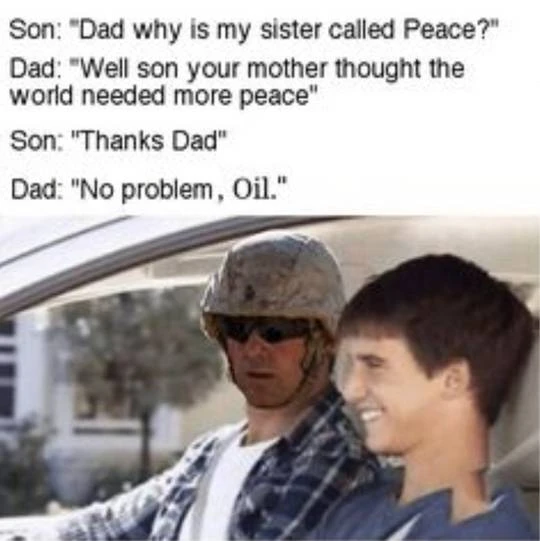 Son: "Dad why is my sister called Peace?"
Dad: "Well son your mother thought the
world needed more peace"
Son: "Thanks Dad"
Dad: "No problem, Oil."